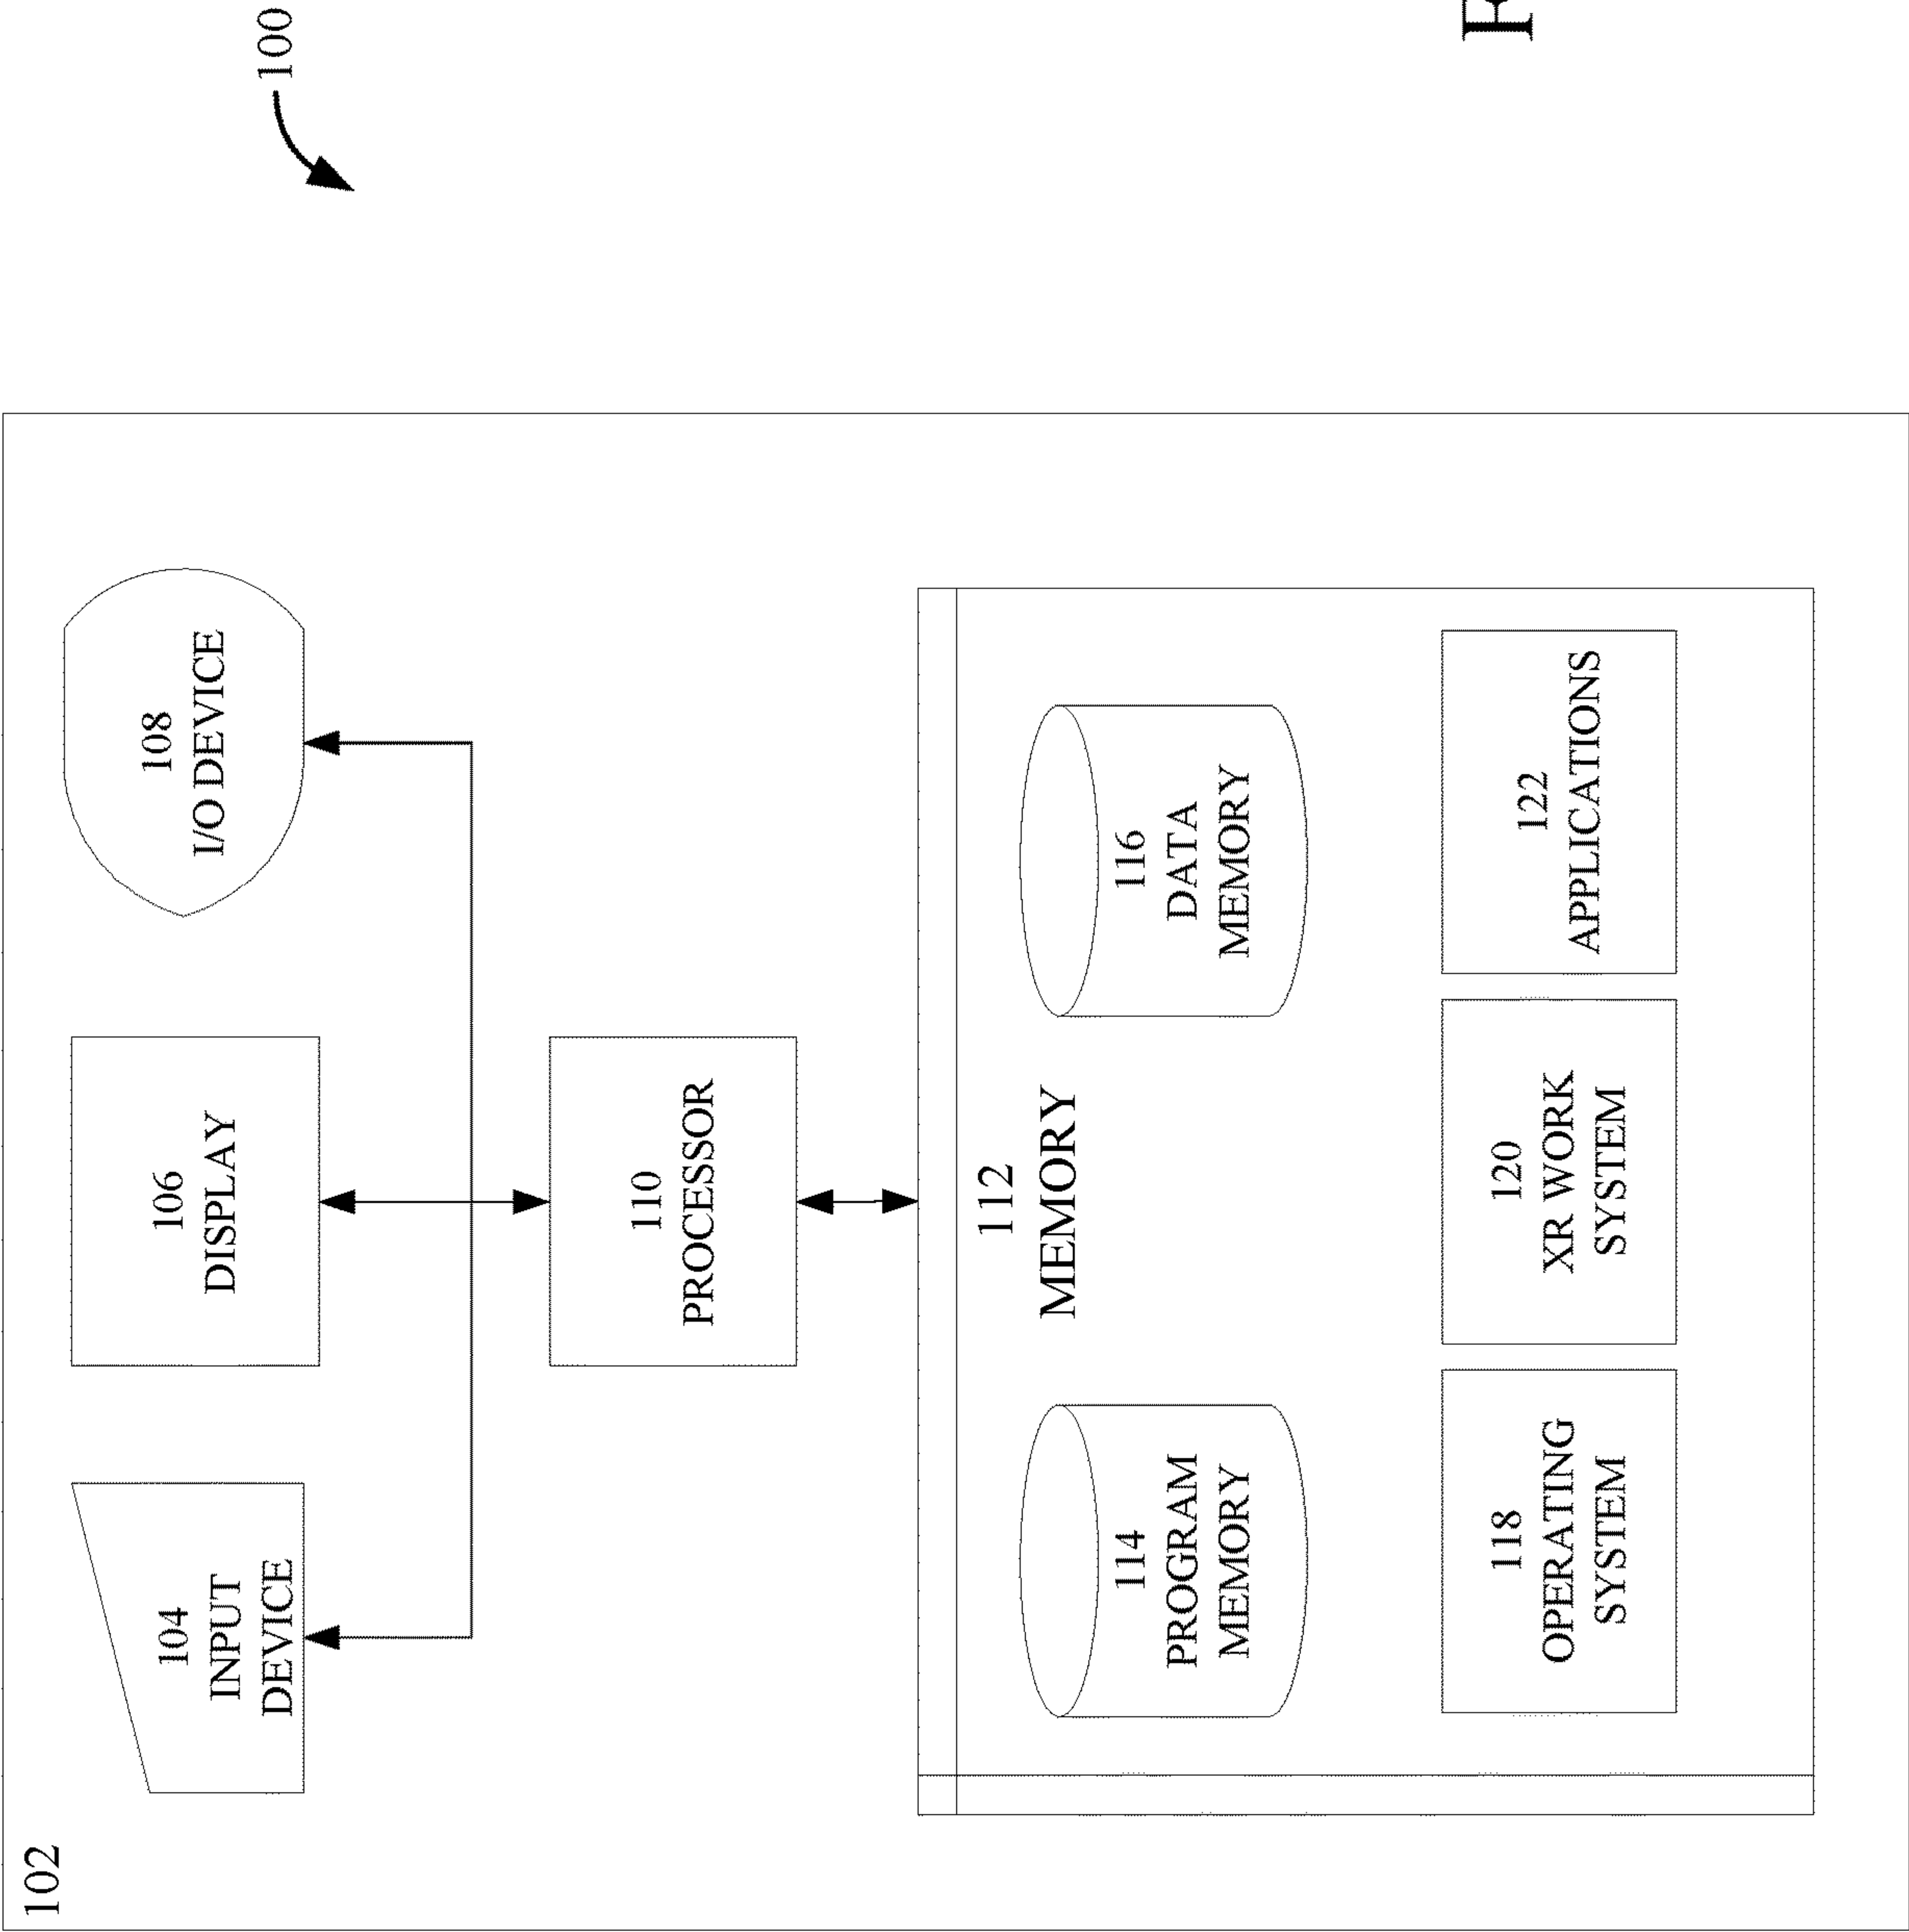 102
100
104
INPUT
DEVICE
106
DISPLAY
108
I/O DEVICE
110
PROCESSOR
112
MEMORY
114
PROGRAM
MEMORY
116
DATA
MEMORY
118
OPERATING
SYSTEM
120
XR WORK
SYSTEM
122
APPLICATIONS